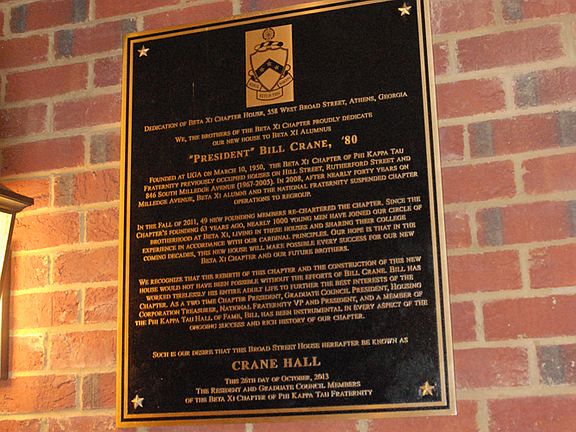 DEDICATION OF BETA XI CHAPTER HOUSE, 558 WEST BROAD STREET, ATHENS, GEORGIA
WE, THE BROTHERS OF THE BETA XI CHAPTER PROUDLY DEDICATE
OUR NEW HOUSE TO BETA XI ALUMNUS
"PRESIDENT" BILL CRANE, '80
FOUNDED AT UGA ON MARCH 10, 1950, THE BETA XI CHAPTER OF PHI KAPPA TAU
FRATERNITY PREVIOUSLY OCCUPIED HOUSES ON HILL STREET, RUTHERFORD STREET AND
846 SOUTH MILLEDGE AVENUE (1967-2005). IN 2008, AFTER NEARLY FORTY YEARS ON
MILLEDGE AVENUE, BETA XI ALUMNI AND THE NATIONAL FRATERNITY SUSPENDED CHAPTER
OPERATIONS TO REGROUP.
IN THE FALL OF 2011, 49 NEW FOUNDING MEMBERS RE-CHARTERED THE CHAPTER. SINCE THE
CHAPTER'S FOUNDING 63 YEARS AGO, NEARLY 1000 YOUNG MEN HAVE JOINED OUR CIRCLE OF
BROTHERHOOD AT BETA XI, LIVING IN THESE HOUSES AND SHARING THEIR COLLEGE
EXPERIENCE IN ACCORDANCE WITH OUR CARDINAL PRINCIPLES. OUR HOPE IS THAT IN THE
COMING DECADES, THIS NEW HOUSE WILL MAKE POSSIBLE EVERY SUCCESS FOR OUR NEW
BETA XI CHAPTER AND OUR FUTURE BROTHERS.
WE RECOGNIZE THAT THE REBIRTH OF THIS CHAPTER AND THE CONSTRUCTION OF THIS NEW
HOUSE WOULD NOT HAVE BEEN POSSIBLE WITHOUT THE EFFORTS OF BILL CRANE. BILL HAS
WORKED TIRELESSLY HIS ENTIRE ADULT LIFE TO FURTHER THE BEST INTERESTS OF THE
CHAPTER. AS A TWO TIME CHAPTER PRESIDENT, GRADUATE COUNCIL PRESIDENT, HOUSING
CORPORATION TREASURER, NATIONAL FRATERNITY VP AND PRESIDENT, AND A MEMBER OF
THE PHI KAPPA TAU HALL OF FAME, BILL HAS BEEN INSTRUMENTAL IN EVERY ASPECT OF THE
ONGOING SUCCESS AND RICH HISTORY OF OUR CHAPTER.
SUCH IS OUR DESIRE THAT THIS BROAD STREET HOUSE HEREAFTER BE KNOWN AS
CRANE HALL
THIS 26TH DAY OF OCTOBER, 2013
THE RESIDENT AND GRADUATE COUNCIL MEMBERS
OF THE BETA XI CHAPTER OF PHI KAPPA TAU FRATERNITY